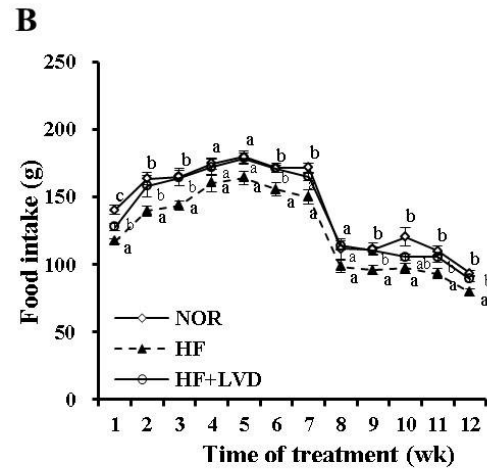 B
250
200
150
100
50
0
Food intake (g)
c b b a a b b a b b b b
b b b a a b b a b ab b b
a a a a a a a a a a a a
NOR
HF
HF+LVD
1 2 3 4 5 6 7 8 9 10 11 12
Time of treatment (wk)